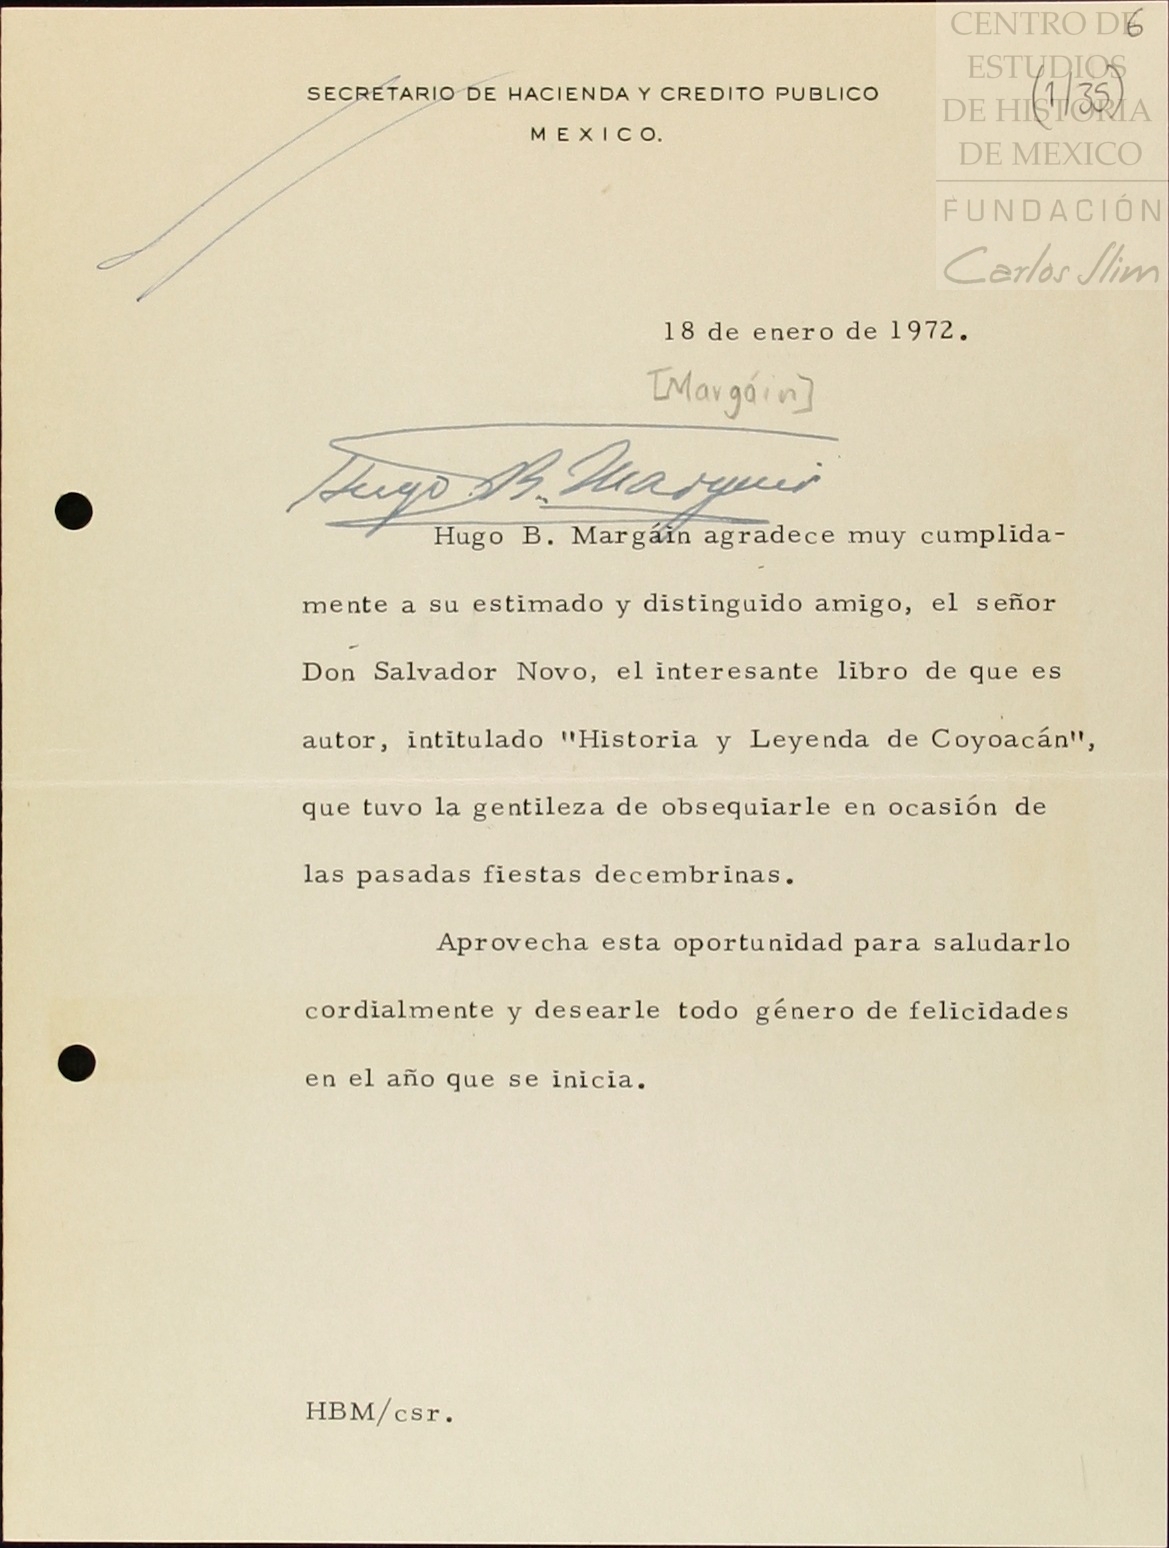 CENTRO DE
ESTUDIOS
DE HISTORIA
DE MEXICO
FUNDACIÓN
Carlos Slim
6
(1/35)
SECRETARIO DE HACIENDA Y CREDITO PUBLICO
MEXICO.
18 de enero de 1972.
[Margáin]
Hugo B. Margáin
Hugo B. Margáin agradece muy cumplida-
mente a su estimado y distinguido amigo, el señor
Don Salvador Novo, el interesante libro de que es
autor, intitulado "Historia y Leyenda de Coyoacán",
que tuvo la gentileza de obsequiarle en ocasión de
las pasadas fiestas decembrinas.
Aprovecha esta oportunidad para saludarlo
cordialmente y desearle todo género de felicidades
en el año que se inicia.
HBM/csr.